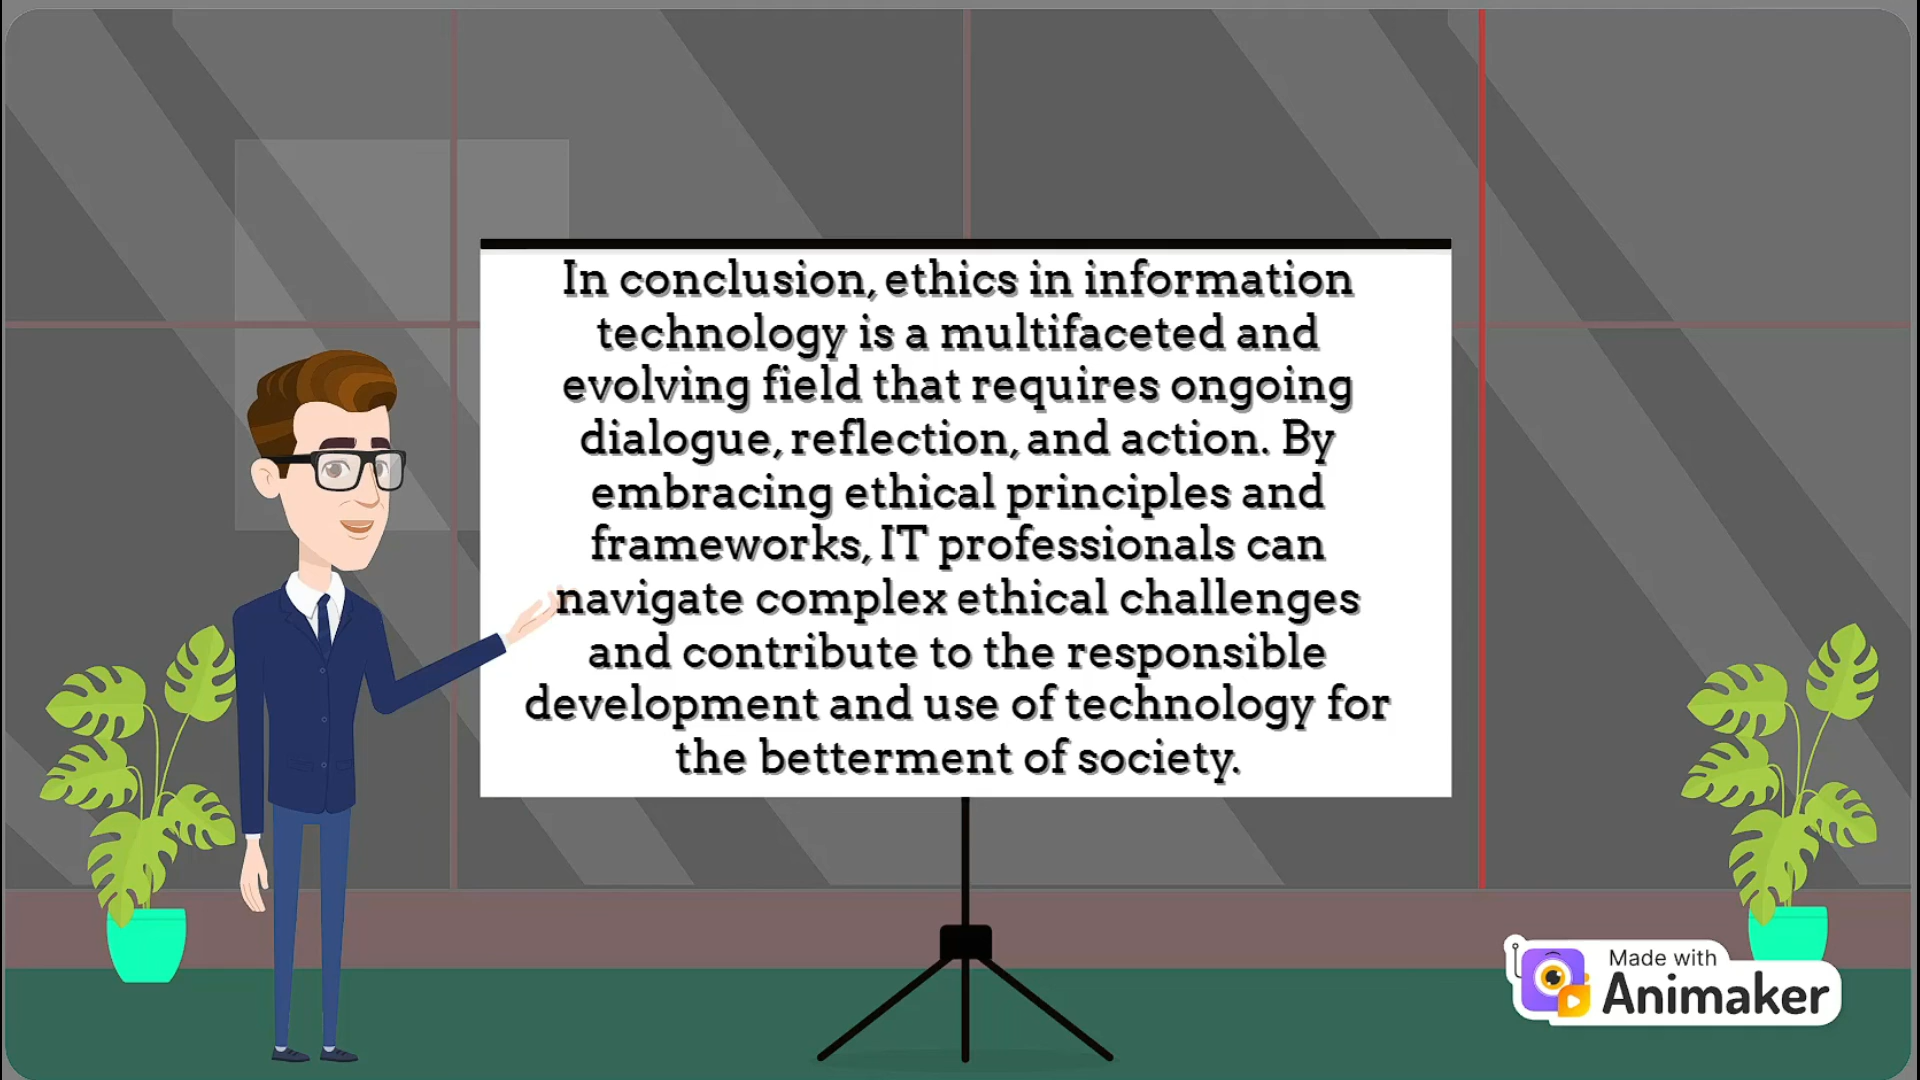 In conclusion, ethics in information
technology is a multifaceted and
evolving field that requires ongoing
dialogue, reflection, and action. By
embracing ethical principles and
frameworks, IT professionals can
navigate complex ethical challenges
and contribute to the responsible
development and use of technology for
the betterment of society.
Made with
Animaker